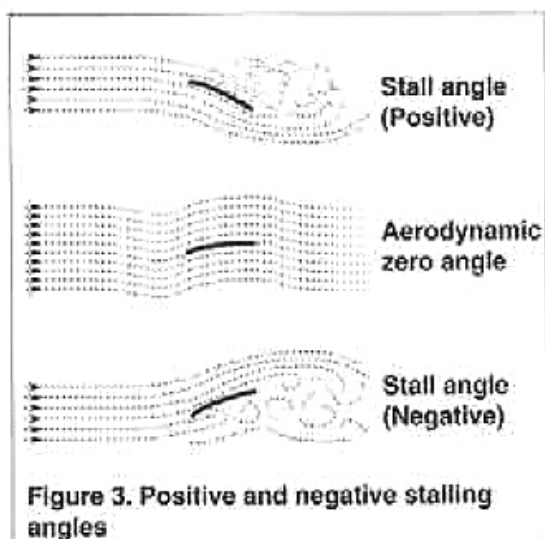 Stall angle
(Positive)
Aerodynamic
zero angle
Stall angle
(Negative)
Figure 3. Positive and negative stalling
angles